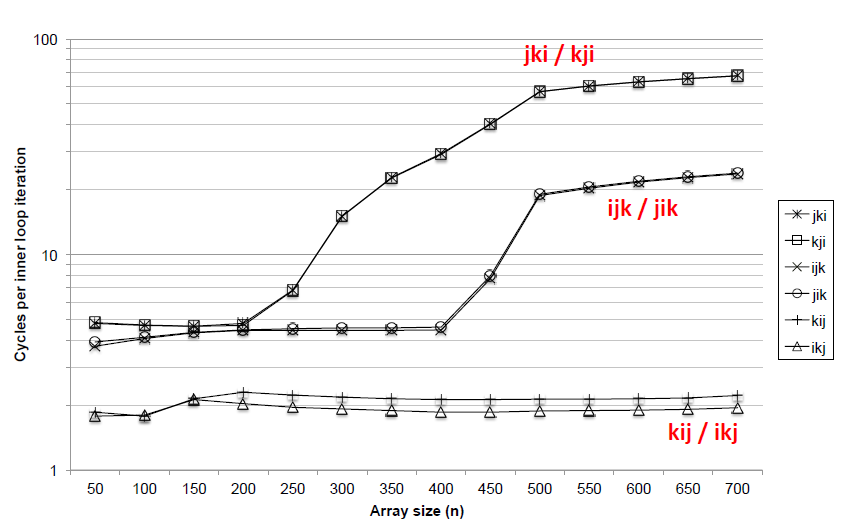 100
jki / kji
Cycles per inner loop iteration
ijk / jik
jki
kji
ijk
jik
kij
ikj
10
kij / ikj
1
50 100 150 200 250 300 350 400 450 500 550 600 650 700
Array size (n)